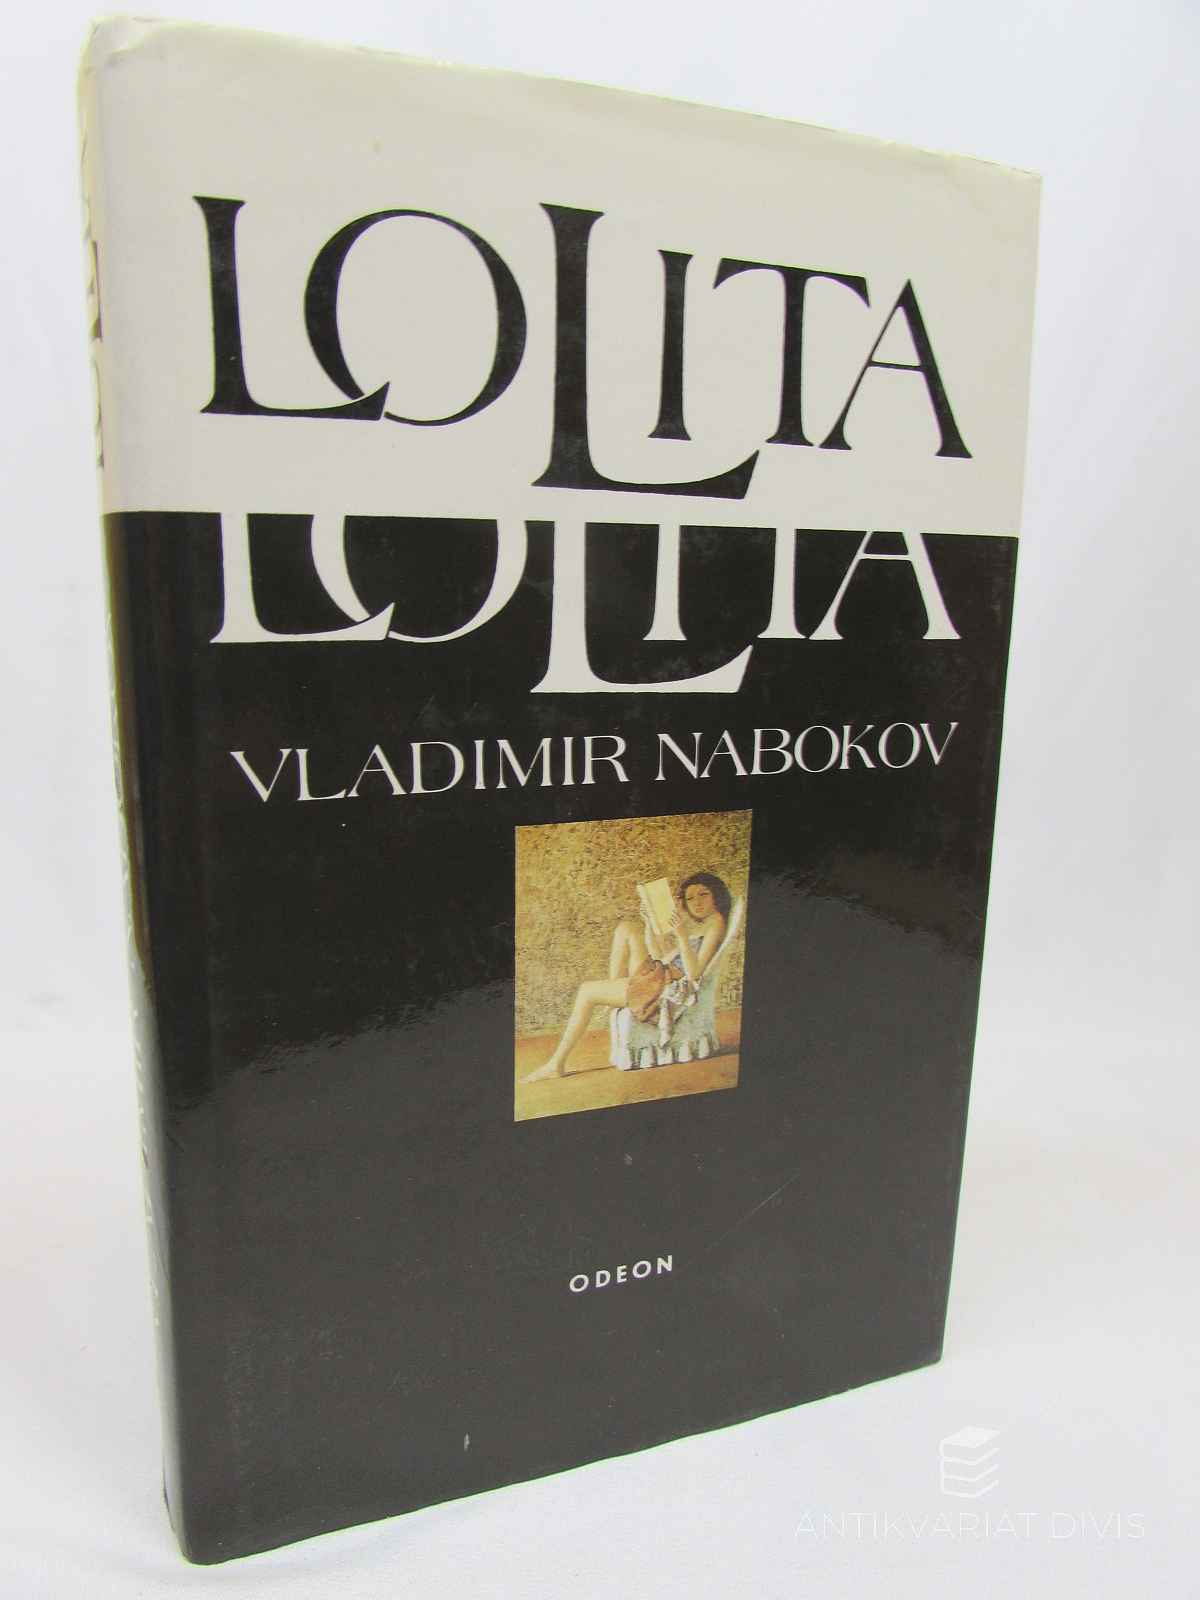 LOLITA
LOLITA
VLADIMIR NABOKOV
ODEON
ANTIKVARIAT DIVIS